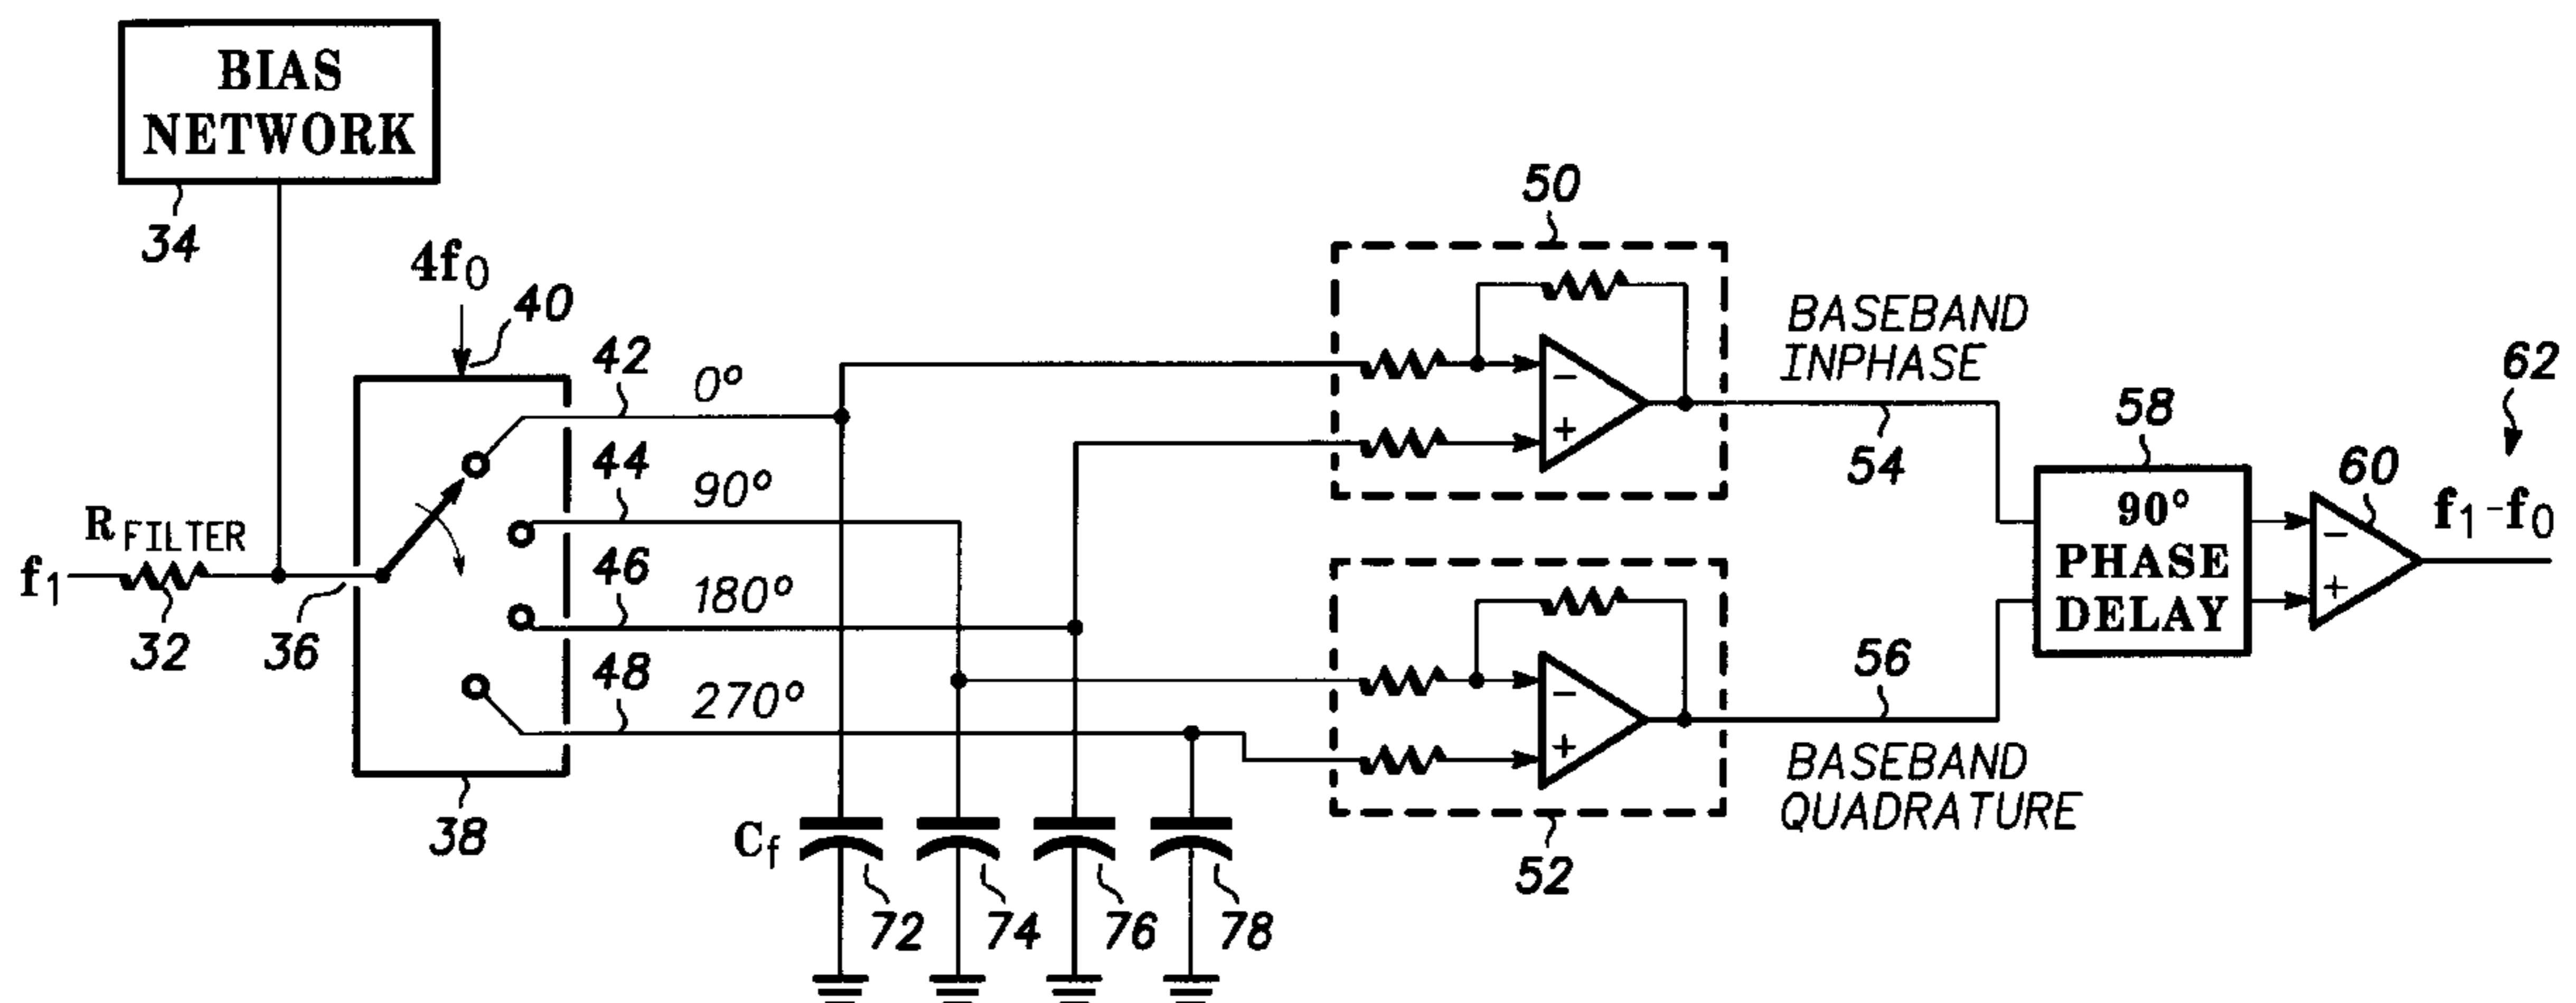 BIAS
NETWORK
34
4f0
40
42
0°
44
90°
46
180°
48
270°
R FILTER
f1
32
36
38
Cf
72
74
76
78
50
−
+
52
−
+
BASEBAND
INPHASE
54
56
BASEBAND
QUADRATURE
58
90°
PHASE
DELAY
60
−
+
62
f1-f0